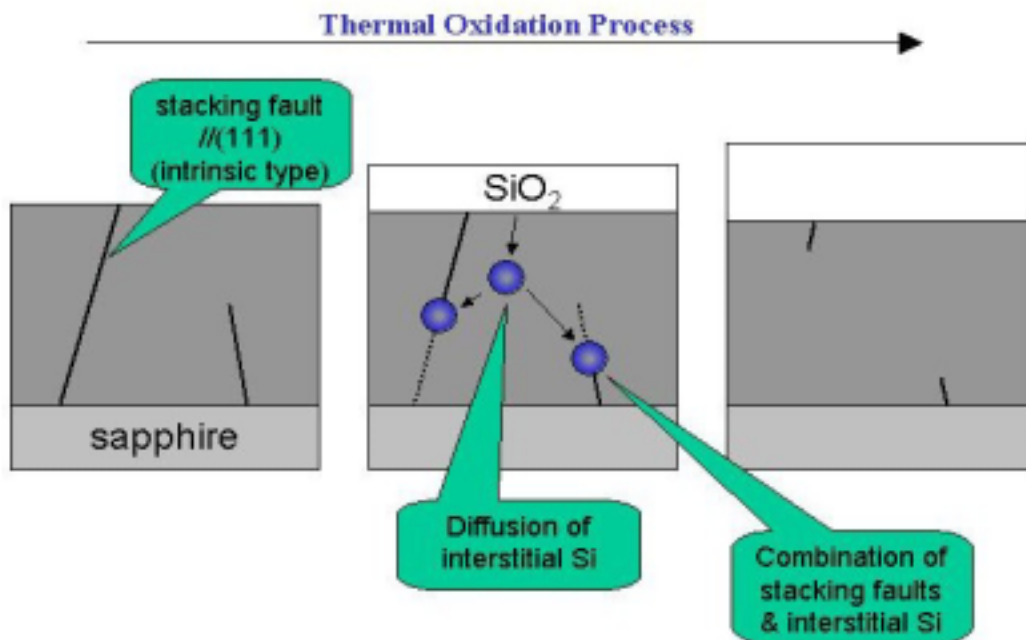 Thermal Oxidation Process
stacking fault
//(111)
(intrinsic type)
SiO₂
sapphire
Diffusion of
interstitial Si
Combination of
stacking faults
& interstitial Si